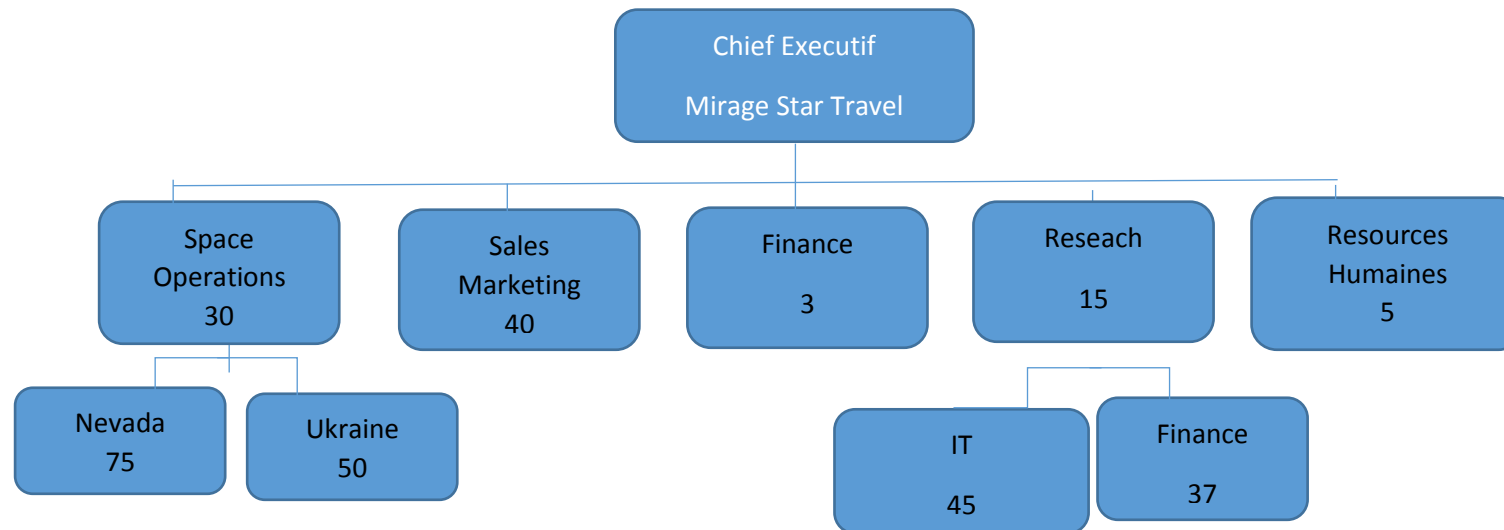 Chief Executif
Mirage Star Travel
Space
Operations
30
Sales
Marketing
40
Finance
3
Reseach
15
Resources
Humaines
5
Nevada
75
Ukraine
50
IT
45
Finance
37